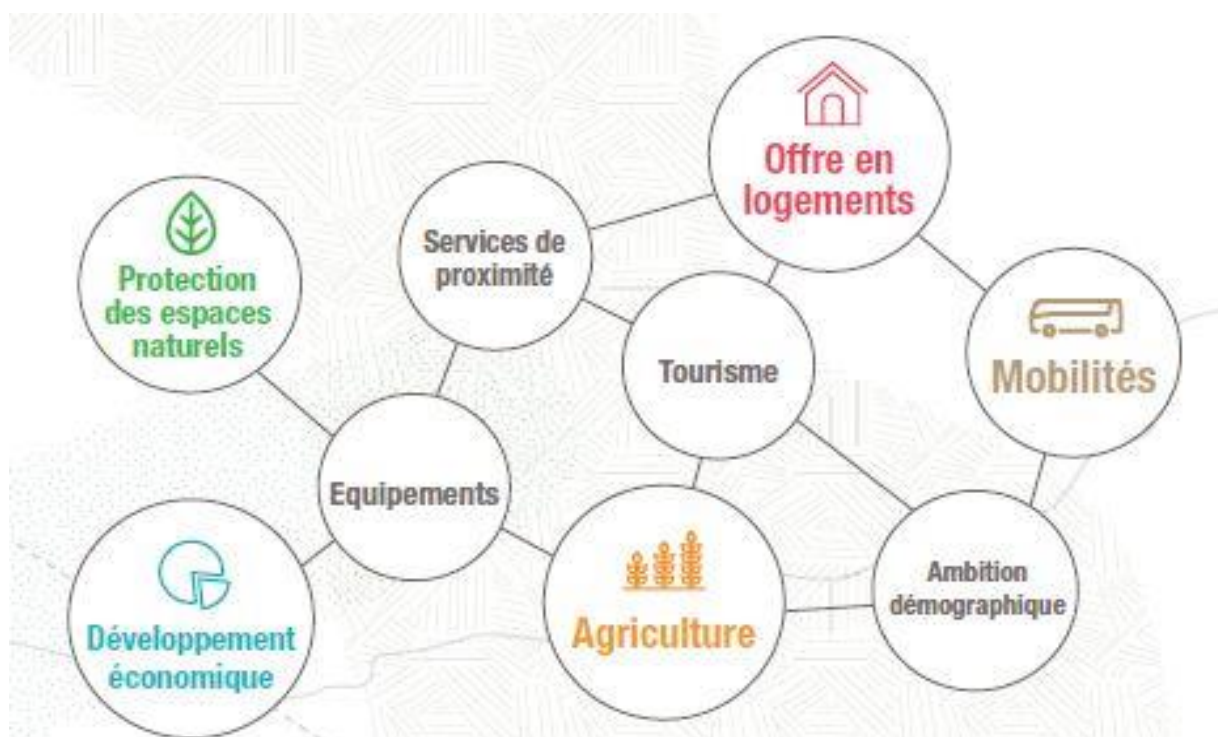 Offre en
logements
Services de
proximité
Protection
des espaces
naturels
Tourisme
Mobilités
Equipements
Ambition
démographique
Agriculture
Développement
économique